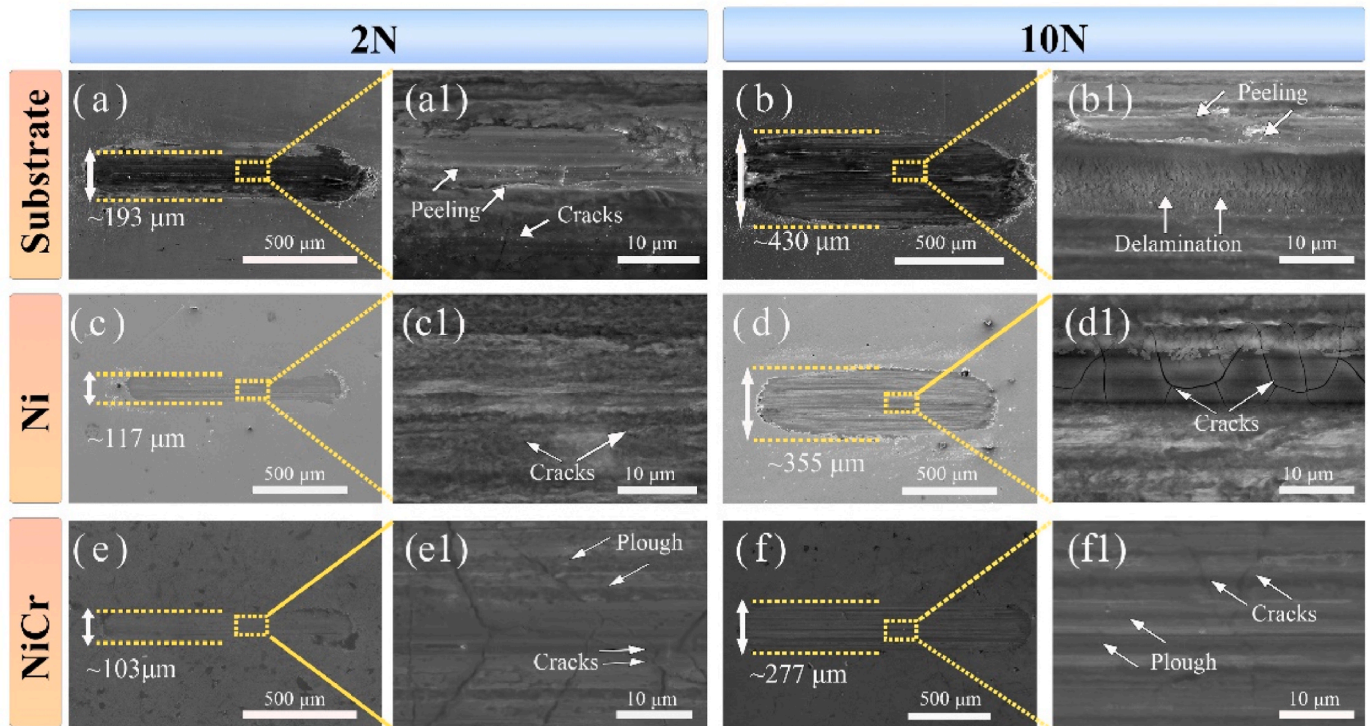 2N
10N
Substrate
(a)
~193 μm
500 μm
(a1)
Peeling
Cracks
10 μm
(b)
~430 μm
500 μm
(b1)
Peeling
Delamination
10 μm
Ni
(c)
~117 μm
500 μm
(c1)
Cracks
10 μm
(d)
~355 μm
500 μm
(d1)
Cracks
10 μm
NiCr
(e)
~103μm
500 μm
(e1)
Plough
Cracks
10 μm
(f)
~277 μm
500 μm
(f1)
Cracks
Plough
10 μm